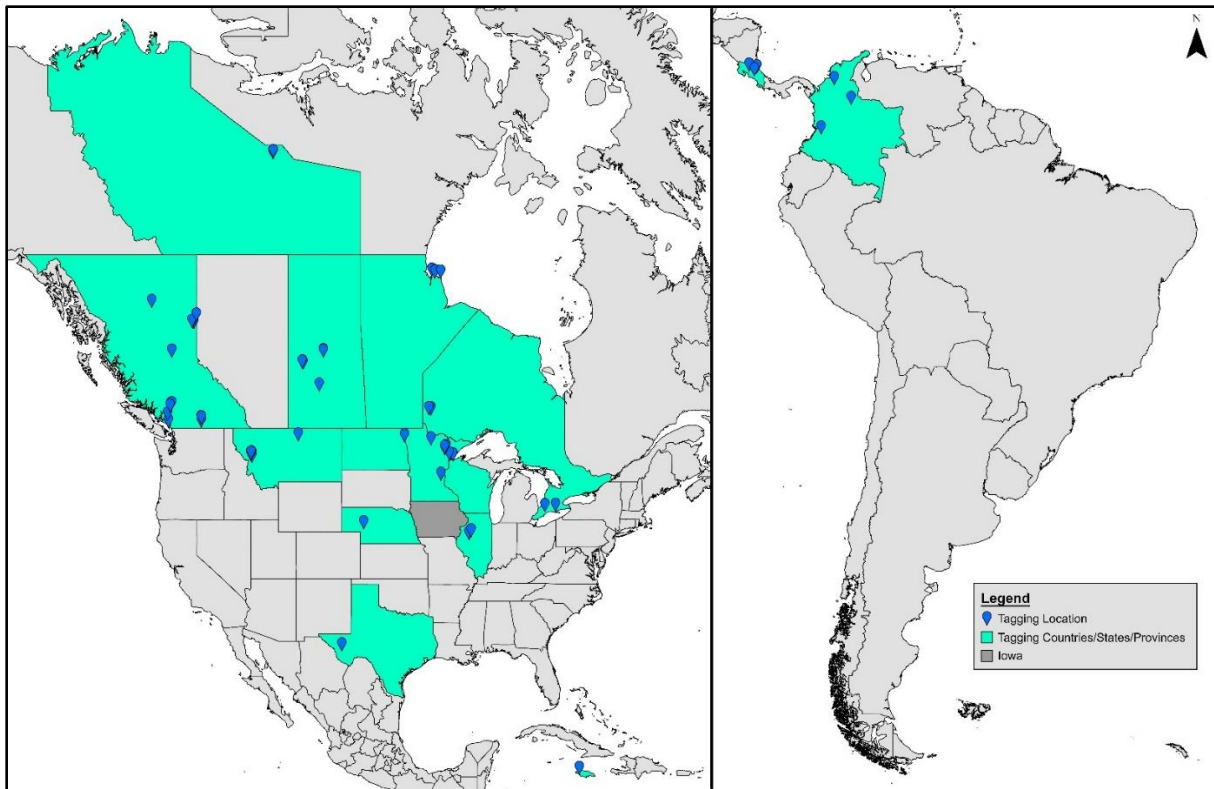 N
Legend
Tagging Location
Tagging Countries/States/Provinces
Iowa